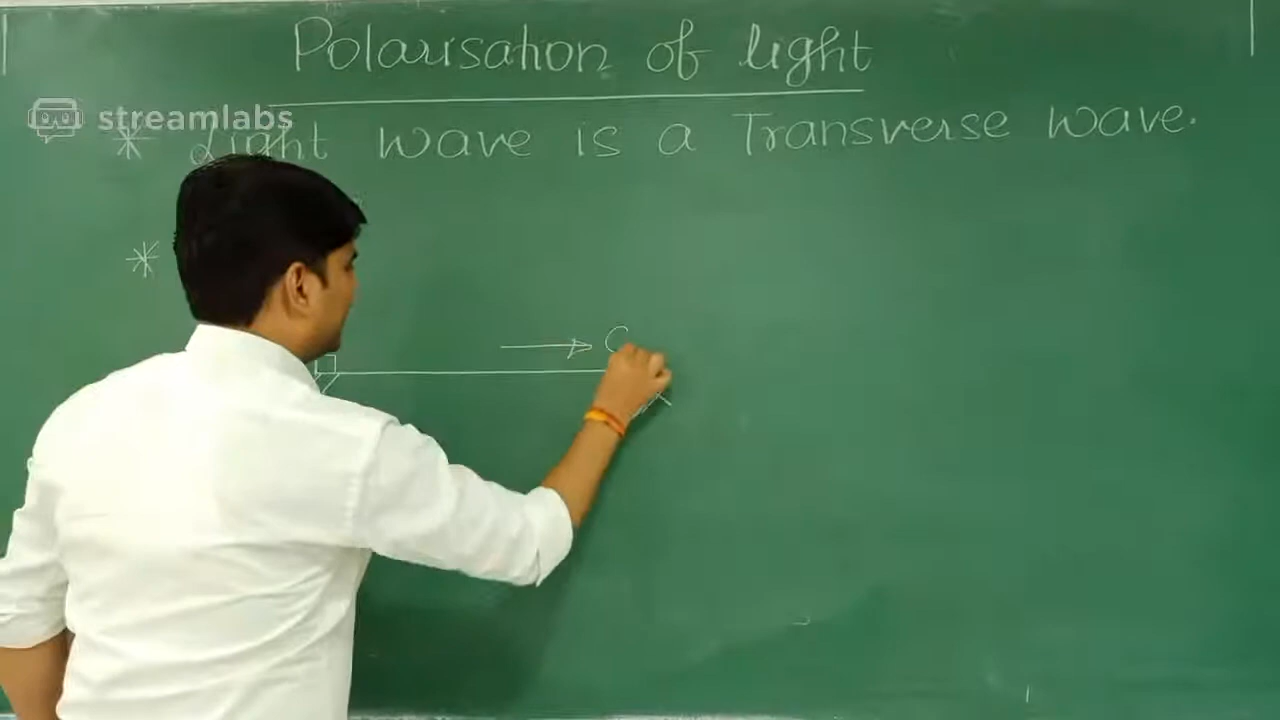 Polarisation of light
streamlabs
* Light wave is a Transverse wave.
*
C